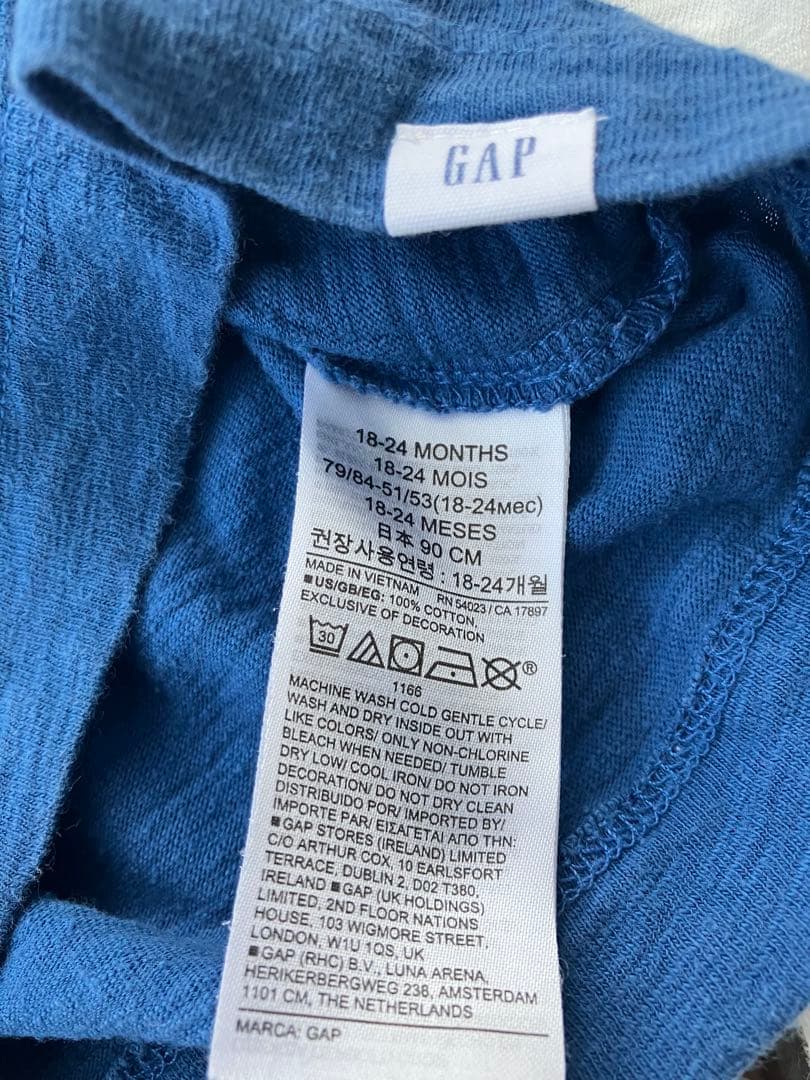 GAP
18-24 MONTHS
18-24 MOIS
79/84-51/53(18-24мес)
18-24 MESES
日本 90 CM
권장사용연령 : 18-24개월
MADE IN VIETNAM RN 54023 / CA 17897
■US/GB/EG: 100% COTTON,
EXCLUSIVE OF DECORATION
30 ®
1166
MACHINE WASH COLD GENTLE CYCLE/
WASH AND DRY INSIDE OUT WITH
LIKE COLORS/ ONLY NON-CHLORINE
BLEACH WHEN NEEDED/ TUMBLE
DRY LOW/ COOL IRON/ DO NOT IRON
DECORATION/ DO NOT DRY CLEAN
DISTRIBUIDO POR/ IMPORTED BY/
IMPORTE PAR/ ΕΙΣΑΓΕΤΑΙ ΑΠΟ ΤΗΝ:
■GAP STORES (IRELAND) LIMITED
C/O ARTHUR COX, 10 EARLSFORT
TERRACE, DUBLIN 2, D02 T380,
IRELAND ■GAP (UK HOLDINGS)
LIMITED, 2ND FLOOR NATIONS
HOUSE, 103 WIGMORE STREET,
LONDON, W1U 1QS, UK
■GAP (RHC) B.V., LUNA ARENA,
HERIKERBERGWEG 238, AMSTERDAM
1101 CM, THE NETHERLANDS
MARCA: GAP